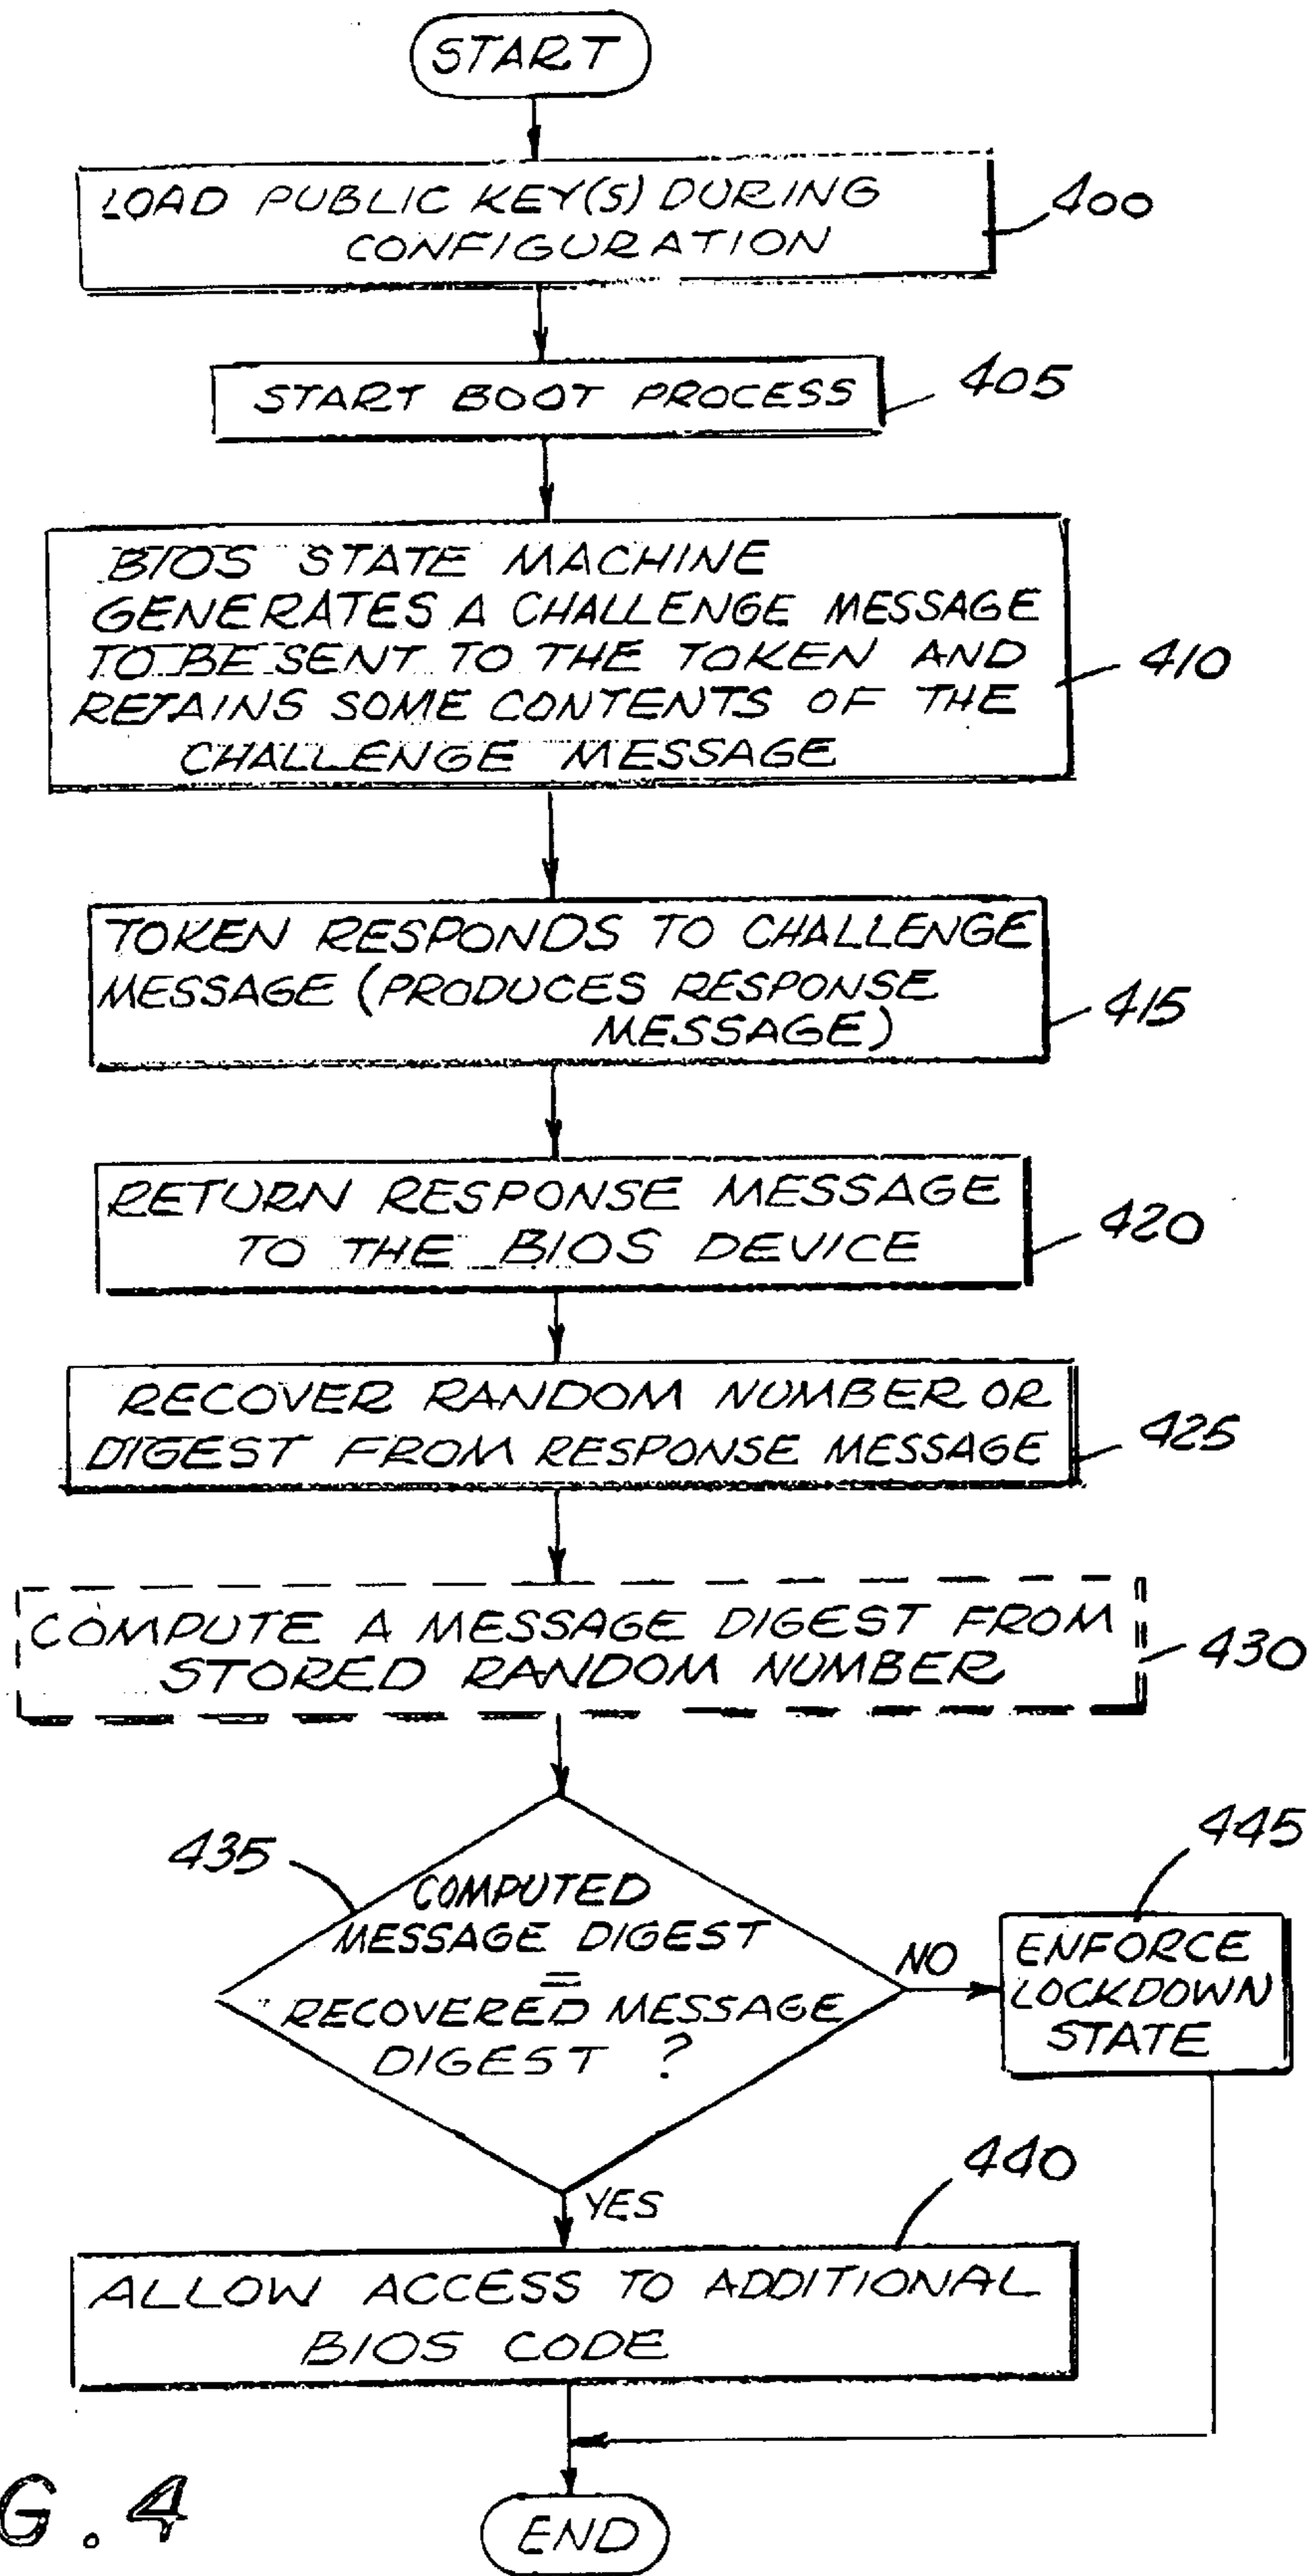 START
LOAD PUBLIC KEY(S) DURING
CONFIGURATION
400
START BOOT PROCESS
405
BIOS STATE MACHINE
GENERATES A CHALLENGE MESSAGE
TO BE SENT TO THE TOKEN AND
RETAINS SOME CONTENTS OF THE
CHALLENGE MESSAGE
410
TOKEN RESPONDS TO CHALLENGE
MESSAGE (PRODUCES RESPONSE
MESSAGE)
415
RETURN RESPONSE MESSAGE
TO THE BIOS DEVICE
420
RECOVER RANDOM NUMBER OR
DIGEST FROM RESPONSE MESSAGE
425
COMPUTE A MESSAGE DIGEST FROM
STORED RANDOM NUMBER
430
435
COMPUTED
MESSAGE DIGEST
=
RECOVERED MESSAGE
DIGEST ?
NO
445
ENFORCE
LOCKDOWN
STATE
YES
440
ALLOW ACCESS TO ADDITIONAL
BIOS CODE
END
G. 4